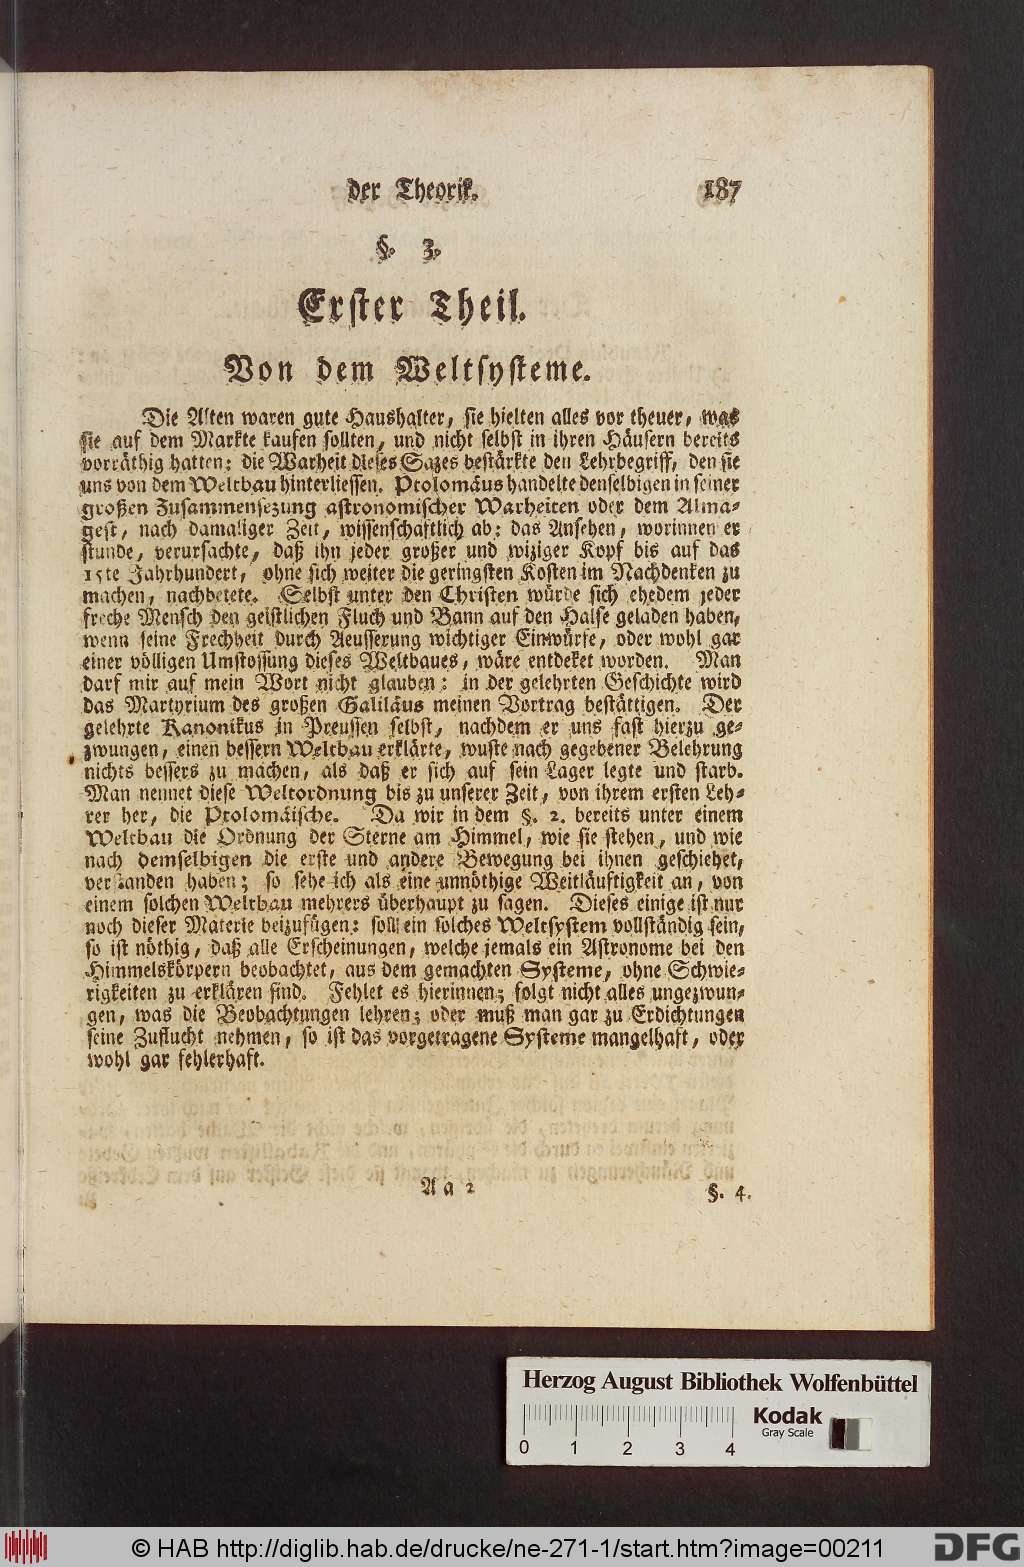 der Theorik. 187
§. 3.
Erster Theil.
Von dem Weltsysteme.
Die Alten waren gute Haushalter, sie hielten alles vor theuer, was
sie auf dem Markte kaufen sollten, und nicht selbst in ihren Häusern bereits
vorräthig hatten: die Warheit dieses Sazes bestärkte den Lehrbegriff, den sie
uns von dem Weltbau hinterliessen. Ptolomäus handelte denselbigen in seiner
großen Zusammensezung astronomischer Warheiten oder dem Alma-
gest, nach damaliger Zeit, wissenschaftlich ab: das Ansehen, worinnen er
stunde, verursachte, daß ihn jeder großer und wiziger Kopf bis auf das
15te Jahrhundert, ohne sich weiter die geringsten Kosten im Nachdenken zu
machen, nachbetete. Selbst unter den Christen würde sich ehedem jeder
freche Mensch den geistlichen Fluch und Bann auf den Halse geladen haben,
wenn seine Frechheit durch Aeusserung wichtiger Einwürfe, oder wohl gar
einer völligen Umstossung dieses Weltbaues, wäre entdeket worden. Man
darf mir auf mein Wort nicht glauben: in der gelehrten Geschichte wird
das Martyrium des großen Galiläus meinen Vortrag bestättigen. Der
gelehrte Kanonikus in Preussen selbst, nachdem er uns fast hierzu ge-
zwungen, einen bessern Weltbau erklärte, wuste nach gegebener Belehrung
nichts bessers zu machen, als daß er sich auf sein Lager legte und starb.
Man nennet diese Weltordnung bis zu unserer Zeit, von ihrem ersten Leh-
rer her, die Ptolomäische. Da wir in dem §. 2. bereits unter einem
Weltbau die Ordnung der Sterne am Himmel, wie sie stehen, und wie
nach demselbigen die erste und andere Bewegung bei ihnen geschiehet,
verstanden haben; so sehe ich als eine unnöthige Weitläuftigkeit an, von
einem solchen Weltbau mehrers überhaupt zu sagen. Dieses einige ist nur
noch dieser Materie beizufügen: soll ein solches Weltsystem vollständig sein,
so ist nöthig, daß alle Erscheinungen, welche jemals ein Astronome bei den
Himmelskörpern beobachtet, aus dem gemachten Systeme, ohne Schwie-
rigkeiten zu erklären sind. Fehlet es hierinnen; folgt nicht alles ungezwun-
gen, was die Beobachtungen lehren; oder muß man gar zu Erdichtungen
seine Zuflucht nehmen, so ist das vorgetragene Systeme mangelhaft, oder
wohl gar fehlerhaft.
Aa 2 §. 4.
Herzog August Bibliothek Wolfenbüttel
Kodak
Gray Scale
0 1 2 3 4
© HAB http://diglib.hab.de/drucke/ne-271-1/start.htm?image=00211
DFG